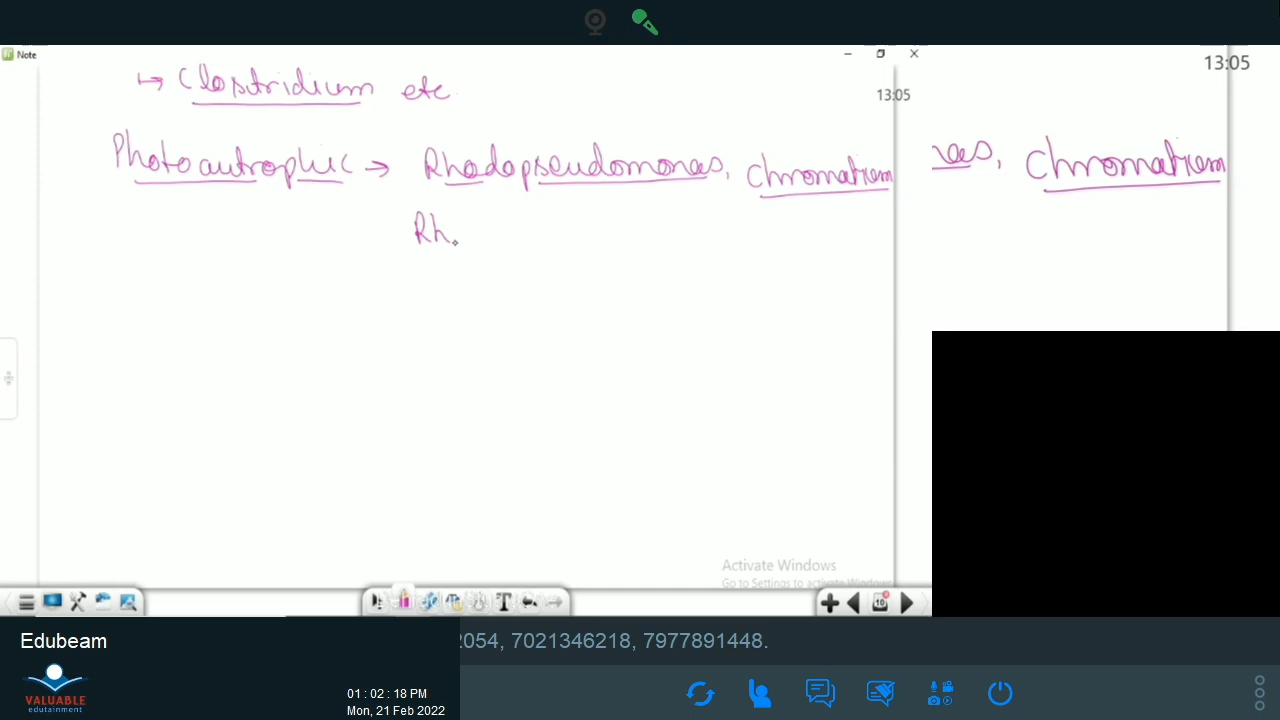 Note
13:05
↦ Clostridium etc
13:05
Photoautrophic → Rhodopseudomonas, Chromatium
nas, Chromatium
Rh
Activate Windows
Go to Settings to activate Windows
T
10
Edubeam
2054, 7021346218, 7977891448.
VALUABLE
edutainment
01 : 02 : 18 PM
Mon, 21 Feb 2022